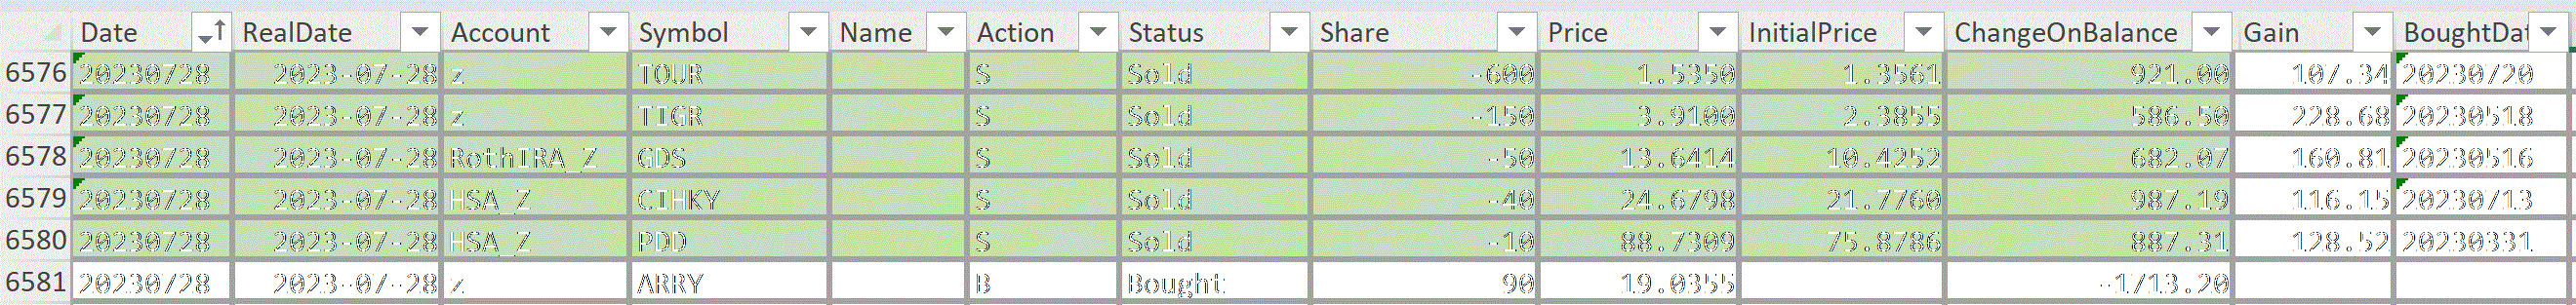 Date RealDate Account Symbol Name Action Status Share Price InitialPrice ChangeOnBalance Gain BoughtDat
6576 20230728 2023-07-28 z TOUR S Sold -600 1.5350 1.3561 921.00 107.34 20230720
6577 20230728 2023-07-28 z TIGR S Sold -150 3.9100 2.3855 586.50 228.68 20230518
6578 20230728 2023-07-28 RothIRA_Z GDS S Sold -50 13.6414 10.4252 682.07 160.81 20230516
6579 20230728 2023-07-28 HSA_Z CIHKY S Sold -40 24.6798 21.7760 987.19 116.15 20230713
6580 20230728 2023-07-28 HSA_Z PDD S Sold -10 88.7309 75.8786 887.31 128.52 20230331
6581 20230728 2023-07-28 z ARRY B Bought 90 19.0355 -1713.20